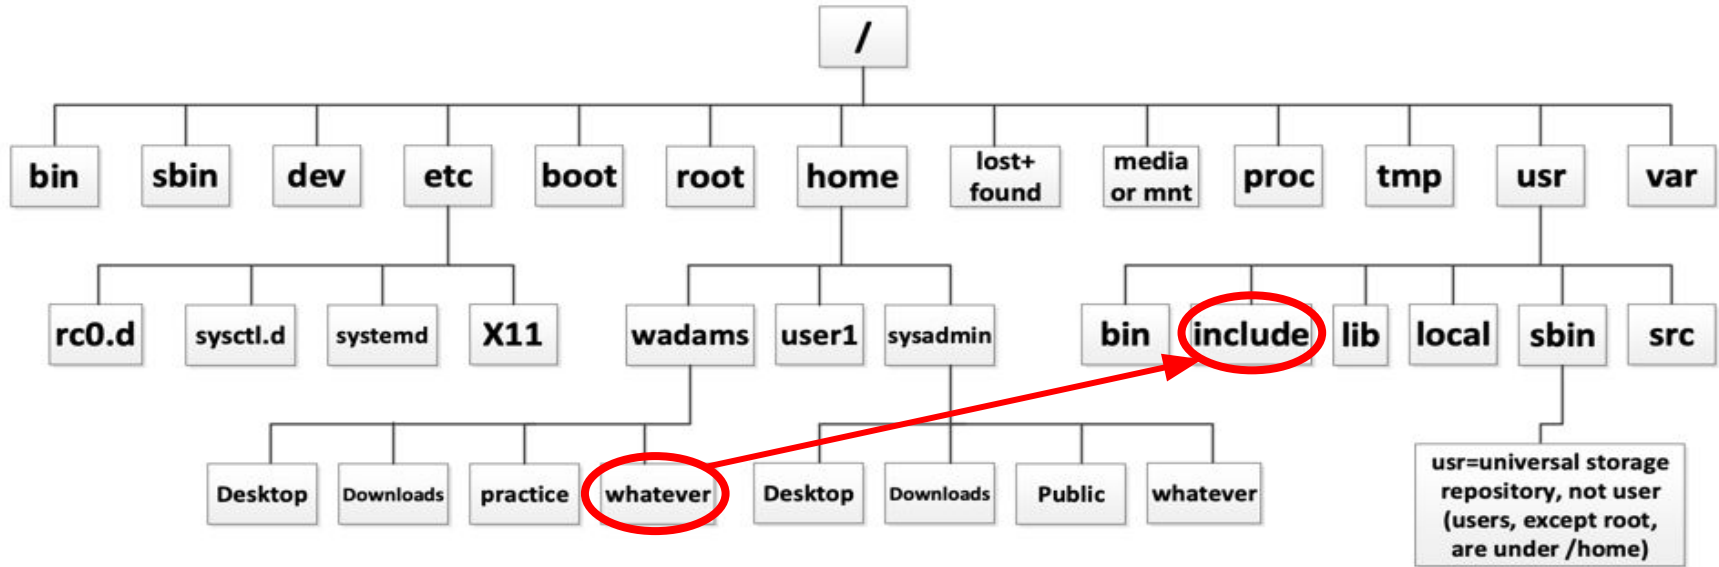 /
bin
sbin
dev
etc
boot
root
home
lost+
found
media
or mnt
proc
tmp
usr
var
rc0.d
sysctl.d
systemd
X11
wadams
user1
sysadmin
bin
include
lib
local
sbin
src
Desktop
Downloads
practice
whatever
Desktop
Downloads
Public
whatever
usr=universal storage
repository, not user
(users, except root,
are under /home)